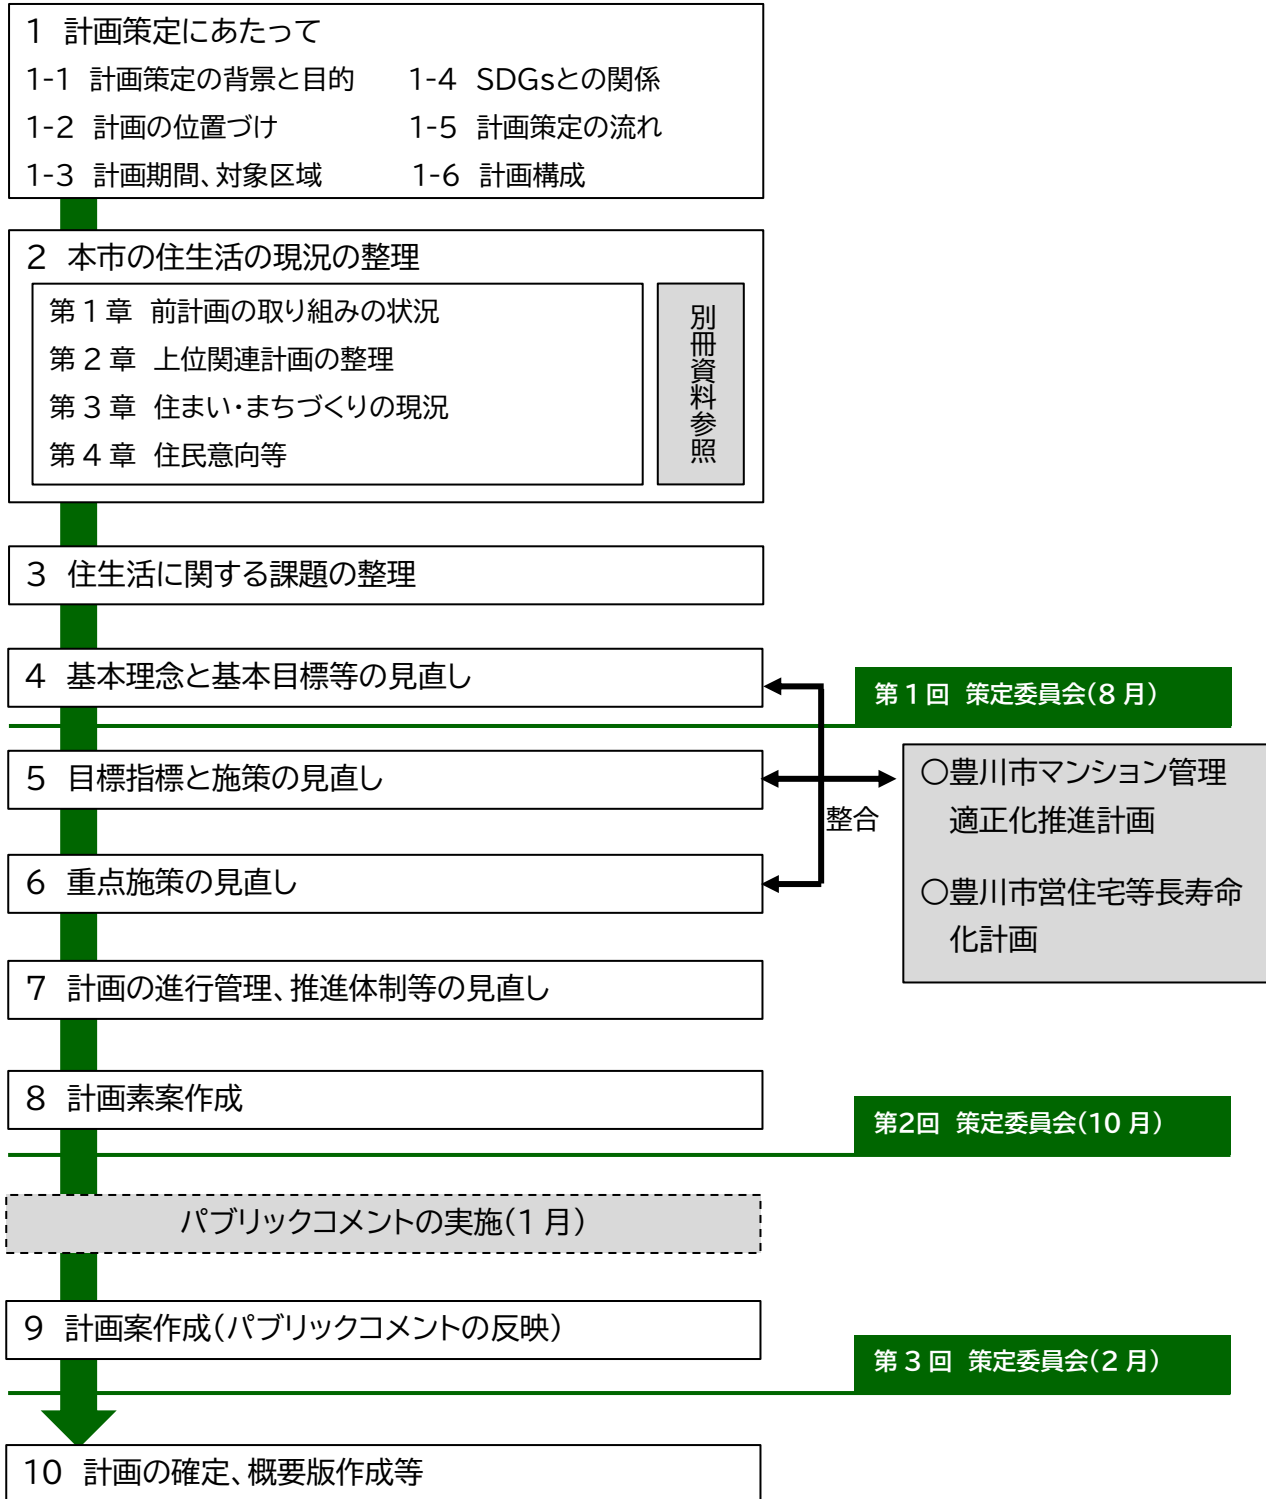 1 計画策定にあたって
1-1 計画策定の背景と目的
1-2 計画の位置づけ
1-3 計画期間、対象区域
1-4 SDGsとの関係
1-5 計画策定の流れ
1-6 計画構成
2 本市の住生活の現況の整理
第1章 前計画の取り組みの状況
第2章 上位関連計画の整理
第3章 住まい・まちづくりの現況
第4章 住民意向等
別冊資料参照
3 住生活に関する課題の整理
4 基本理念と基本目標等の見直し
第1回 策定委員会(8月)
5 目標指標と施策の見直し
整合
○豊川市マンション管理
適正化推進計画
○豊川市営住宅等長寿命
化計画
6 重点施策の見直し
7 計画の進行管理、推進体制等の見直し
8 計画素案作成
第2回 策定委員会(10月)
パブリックコメントの実施(1月)
9 計画案作成(パブリックコメントの反映)
第3回 策定委員会(2月)
10 計画の確定、概要版作成等